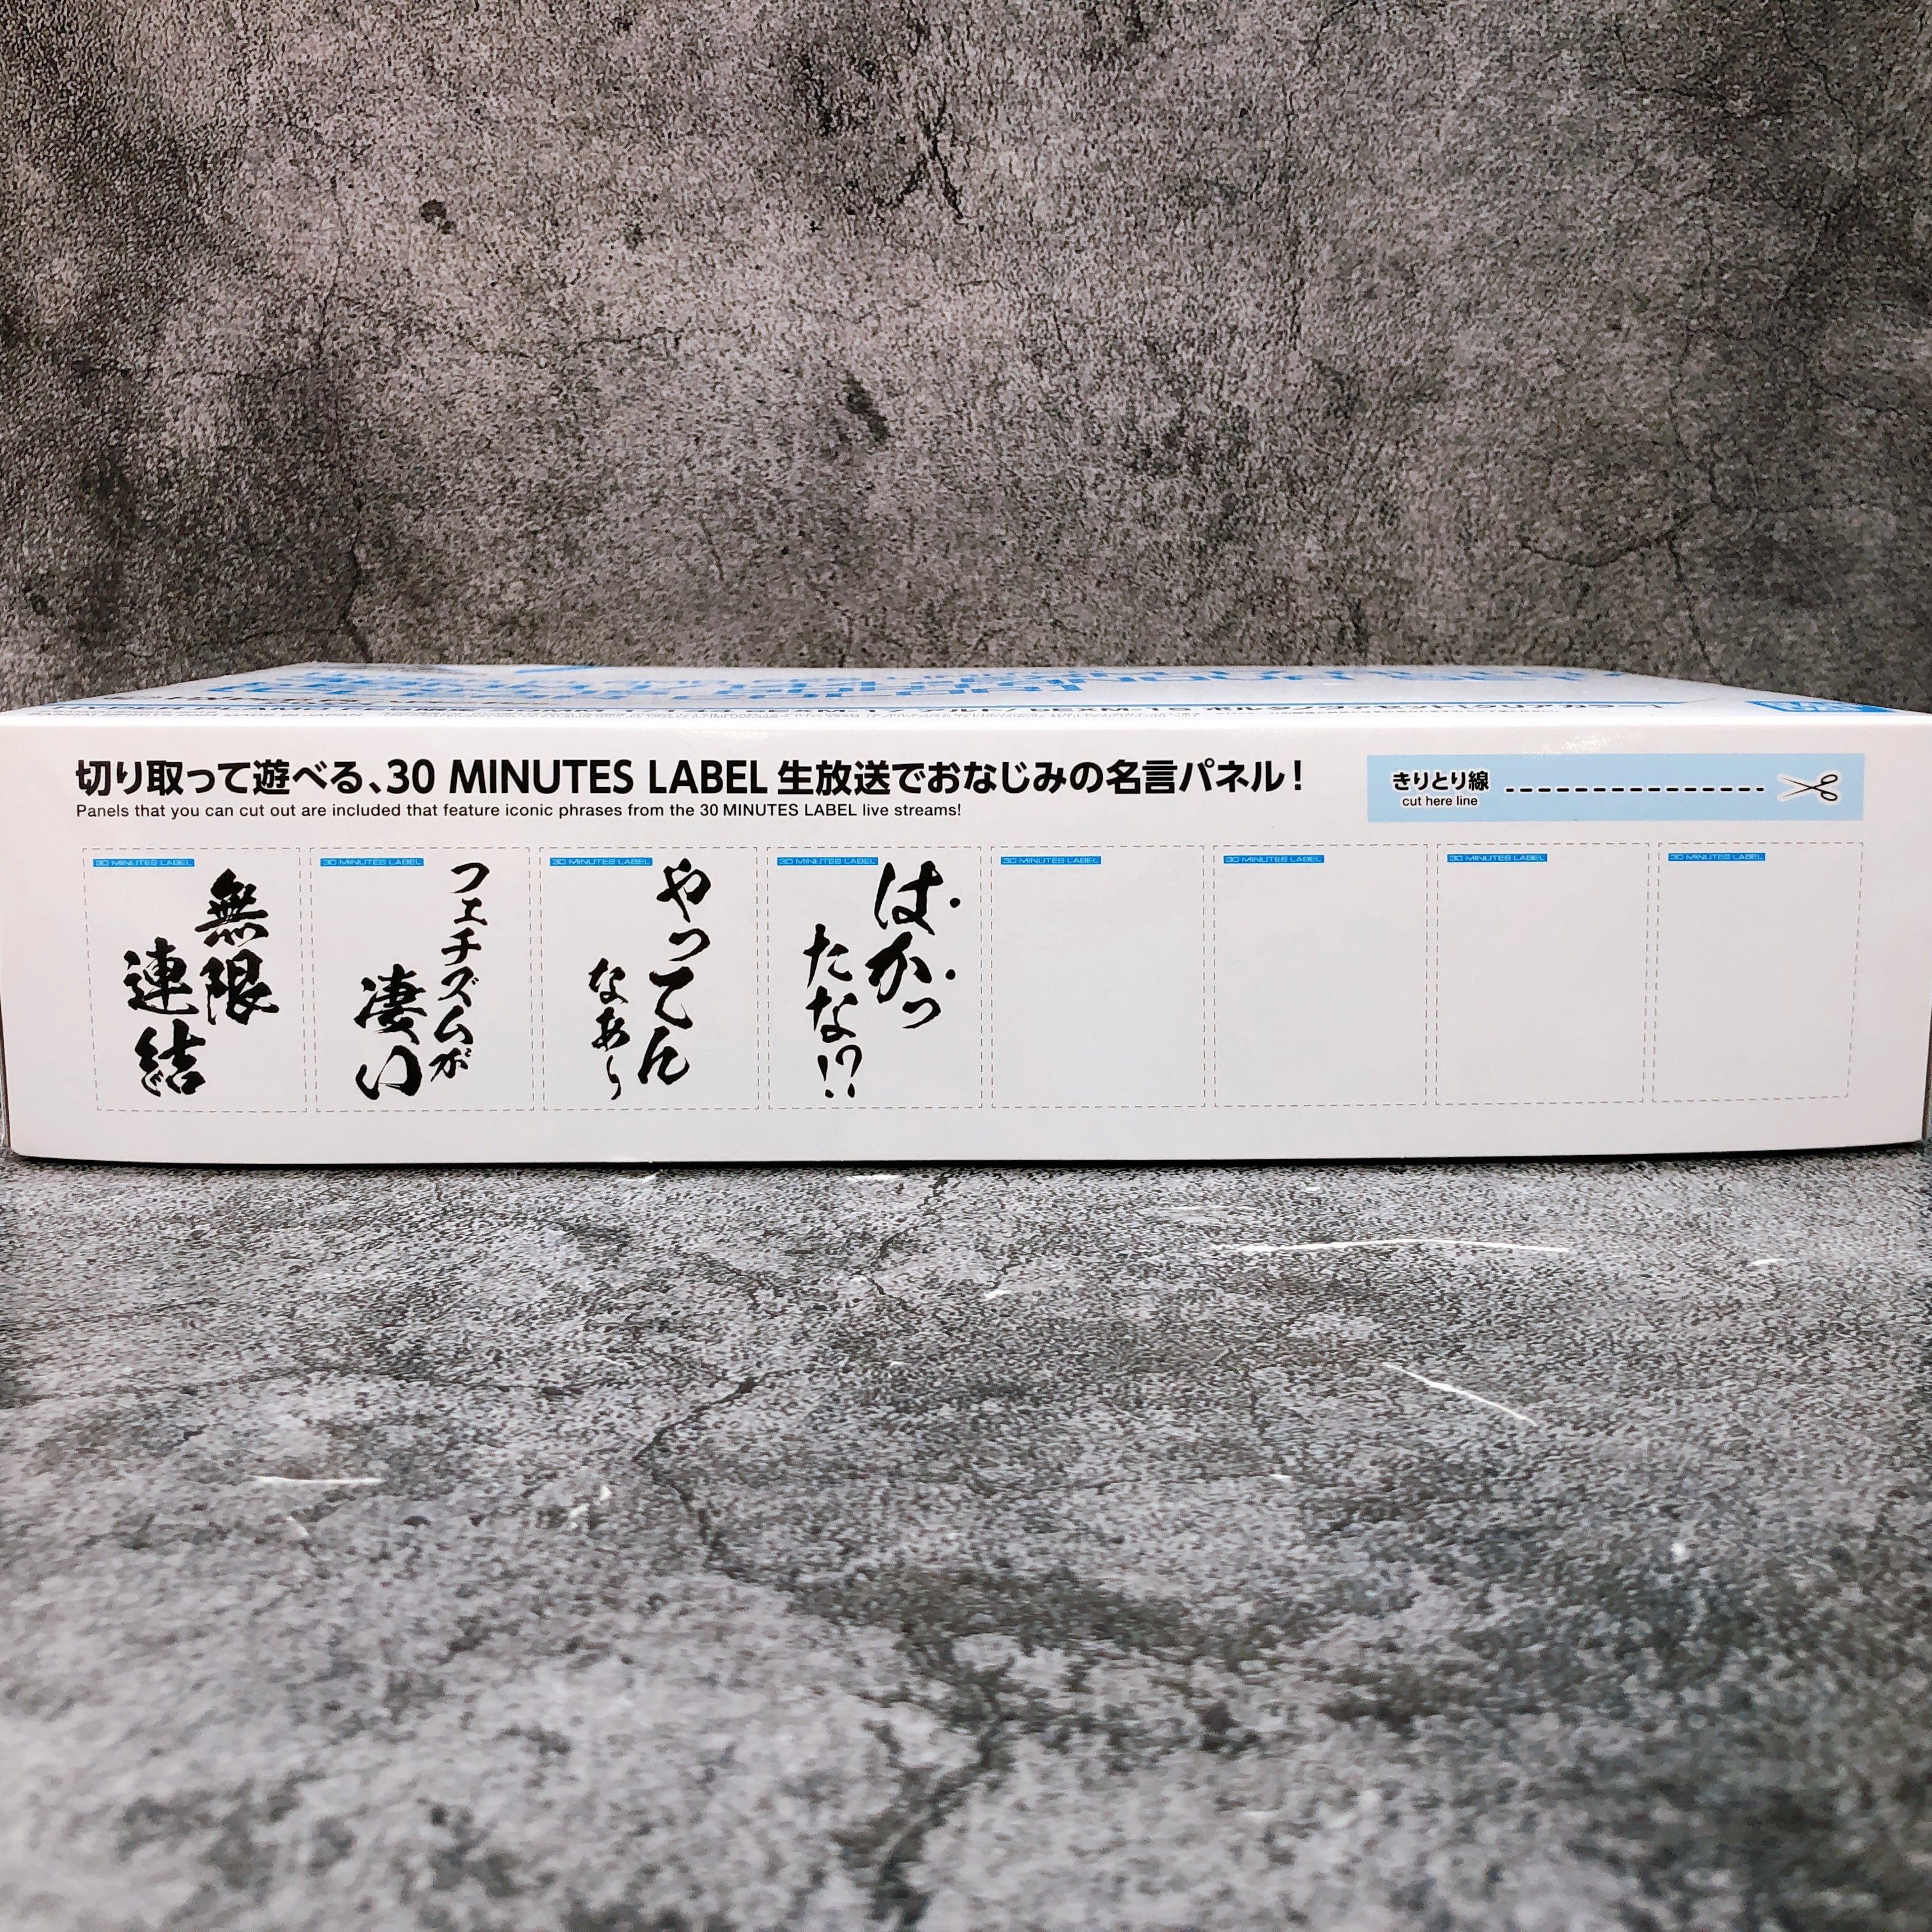 切り取って遊べる、30 MINUTES LABEL 生放送でおなじみの名言パネル！
Panels that you can cut out are included that feature iconic phrases from the 30 MINUTES LABEL live streams!
きりとり線
cut here line
30 MINUTES LABEL
無限
連結
30 MINUTES LABEL
フェチズムが
凄い
30 MINUTES LABEL
やってん
なあ〜
30 MINUTES LABEL
はかっ
たな!?
30 MINUTES LABEL
30 MINUTES LABEL
30 MINUTES LABEL
30 MINUTES LABEL